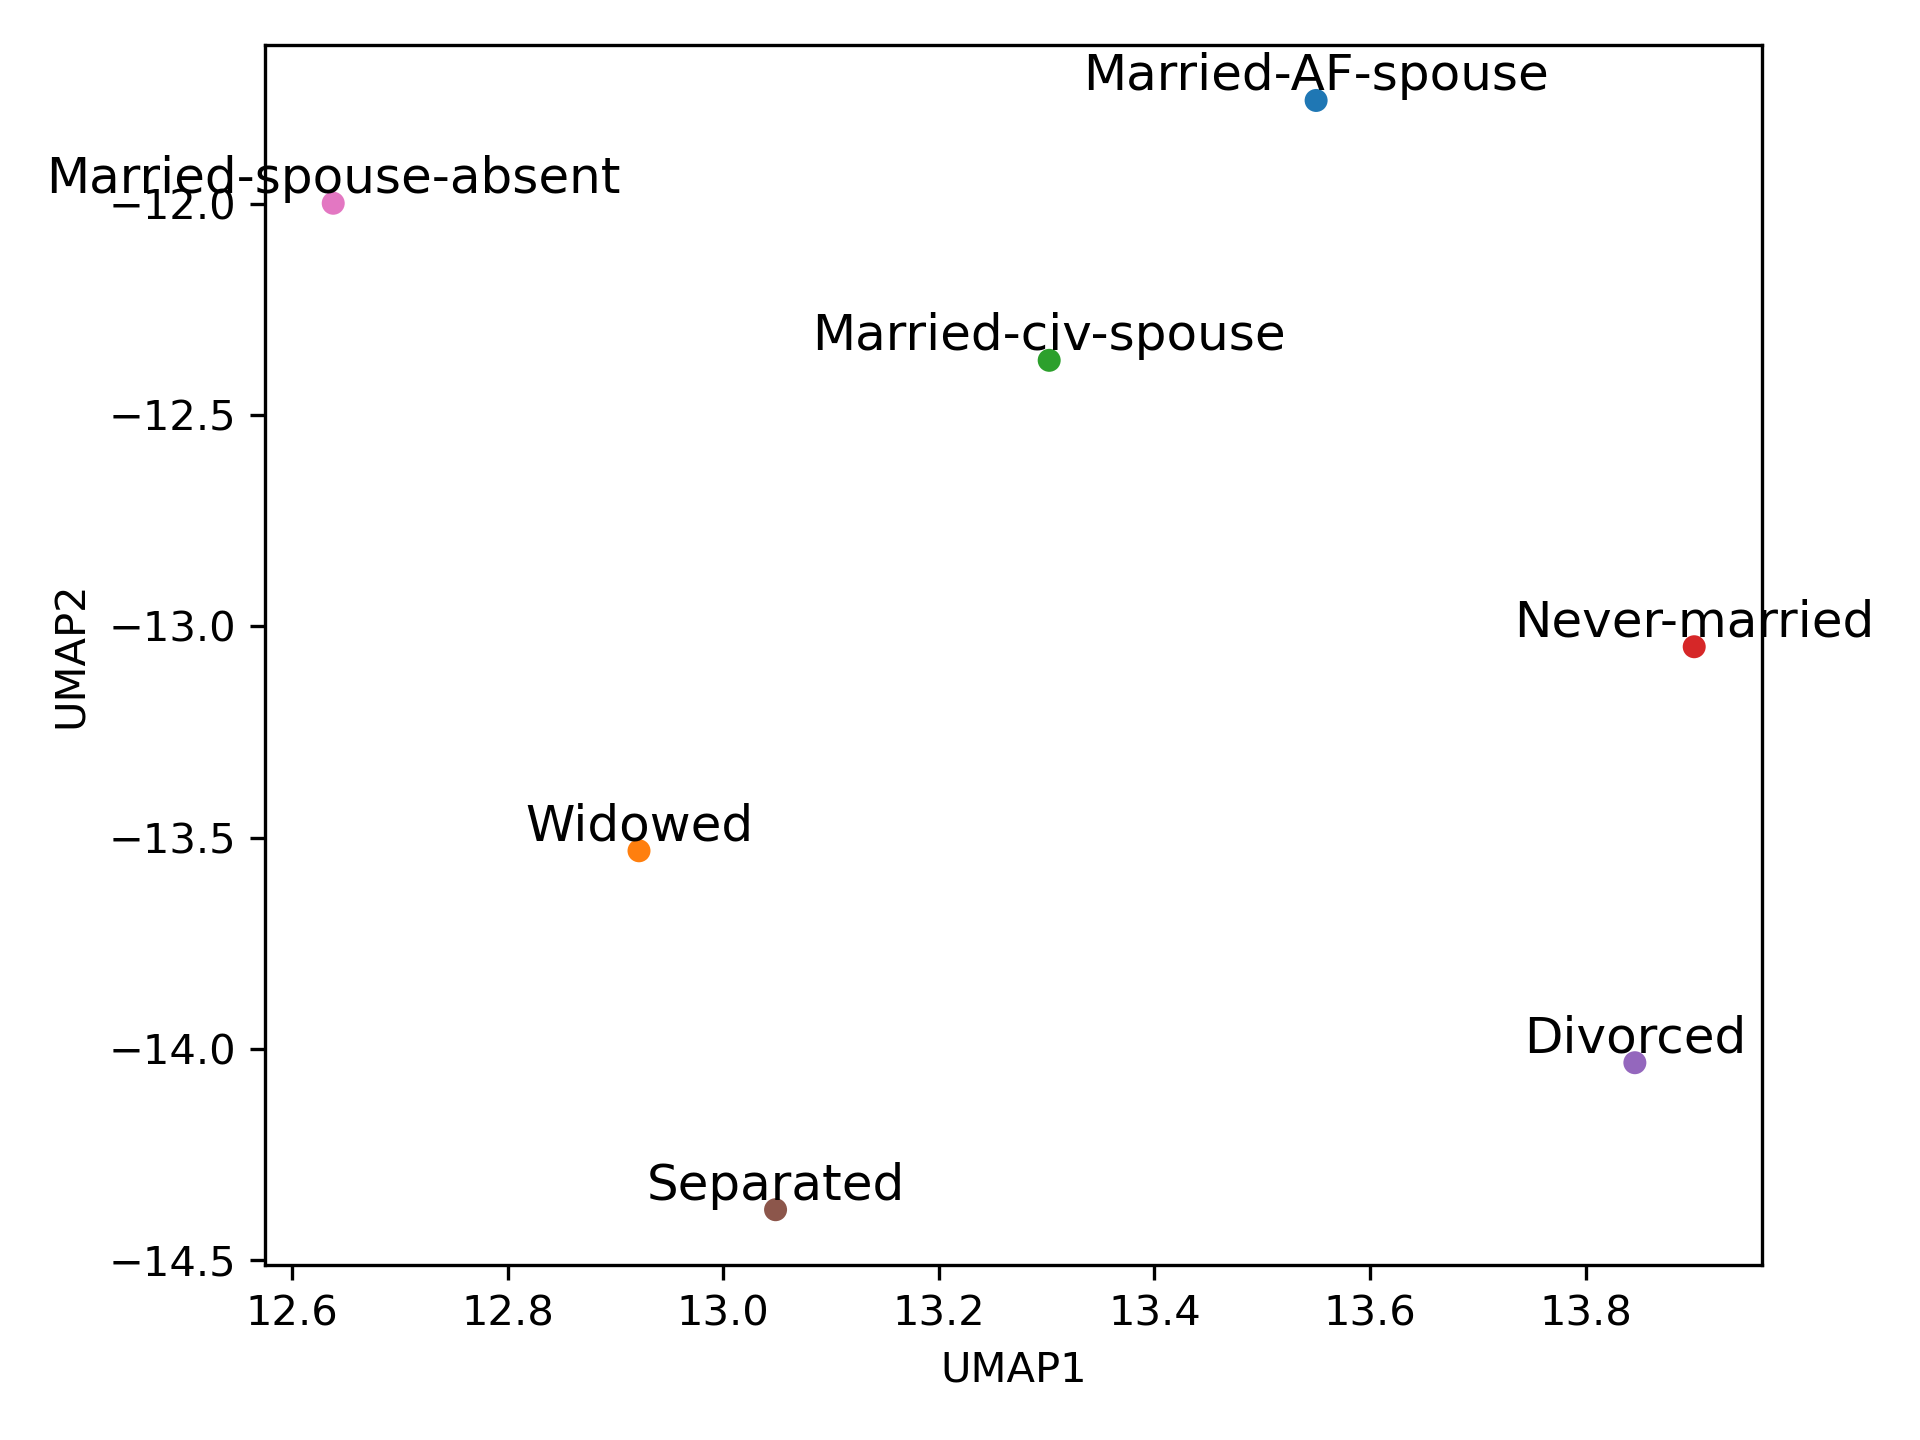 Married-AF-spouse
Married-spouse-absent
−12.0
Married-civ-spouse
−12.5
Never-married
−13.0
UMAP2
Widowed
−13.5
Divorced
−14.0
Separated
−14.5
12.6 12.8 13.0 13.2 13.4 13.6 13.8
UMAP1